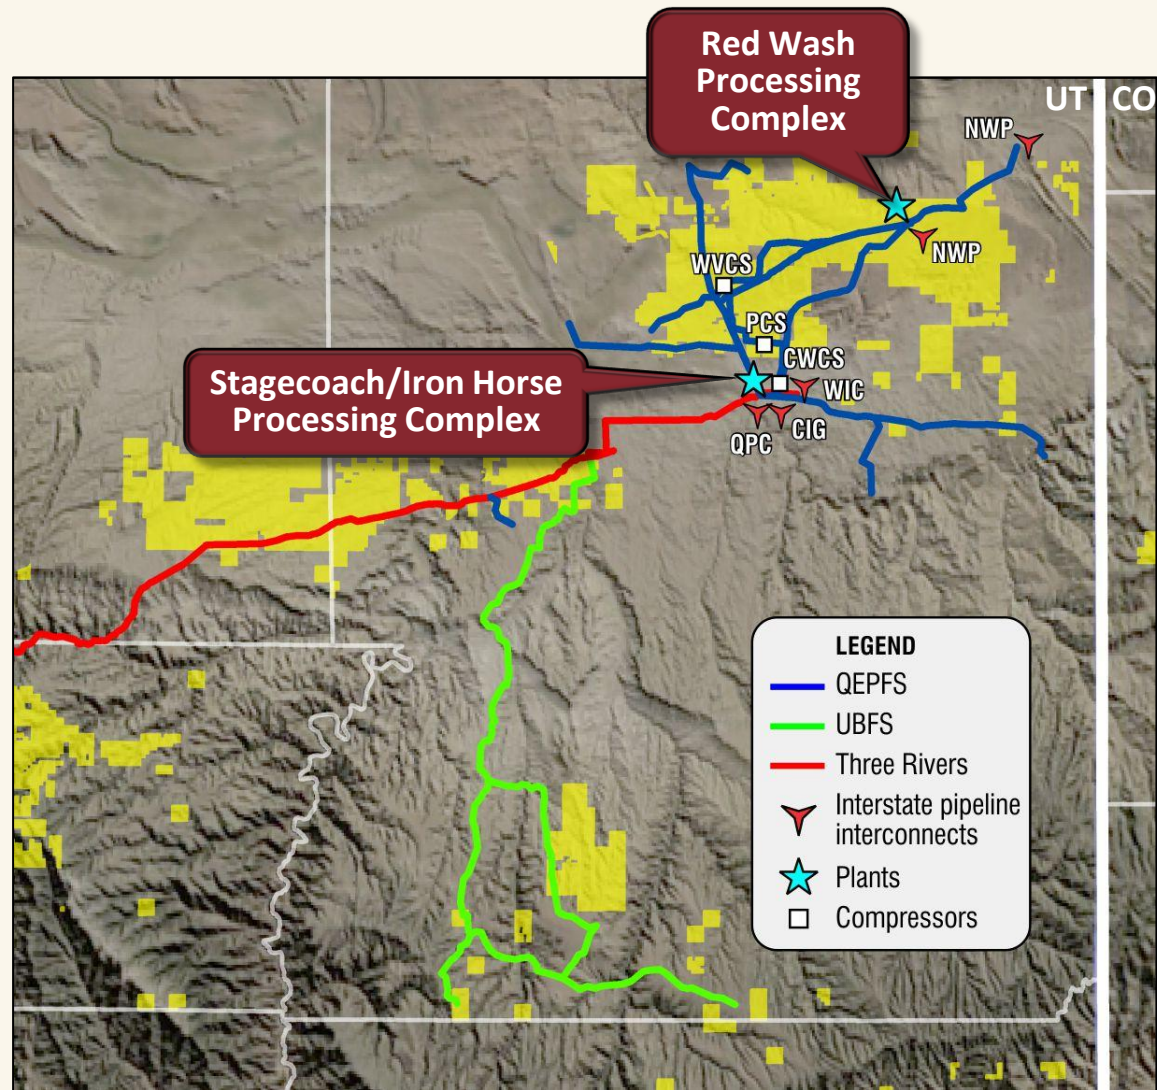 Red Wash
Processing
Complex
UT
CO
NWP
NWP
WVCS
PCS
CWCS
WIC
Stagecoach/Iron Horse
Processing Complex
QPC
CIG
LEGEND
QEPFS
UBFS
Three Rivers
Interstate pipeline
interconnects
Plants
Compressors